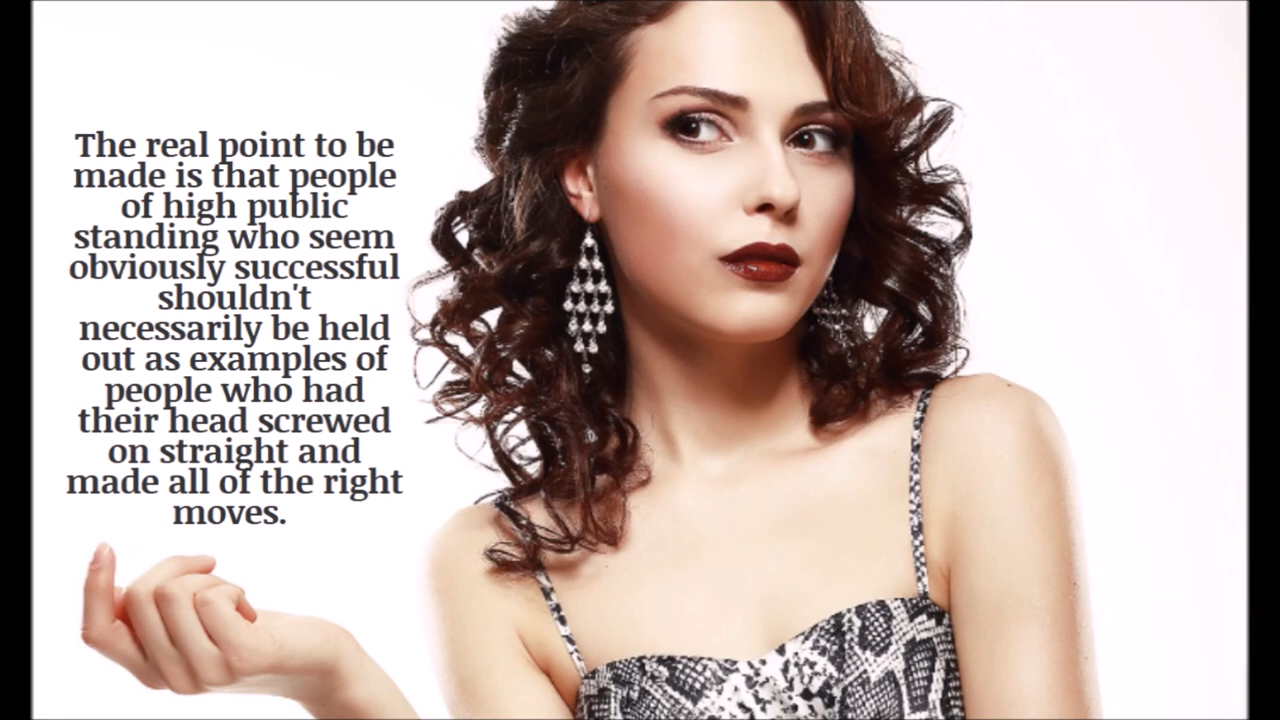 The real point to be
made is that people
of high public
standing who seem
obviously successful
shouldn't
necessarily be held
out as examples of
people who had
their head screwed
on straight and
made all of the right
moves.